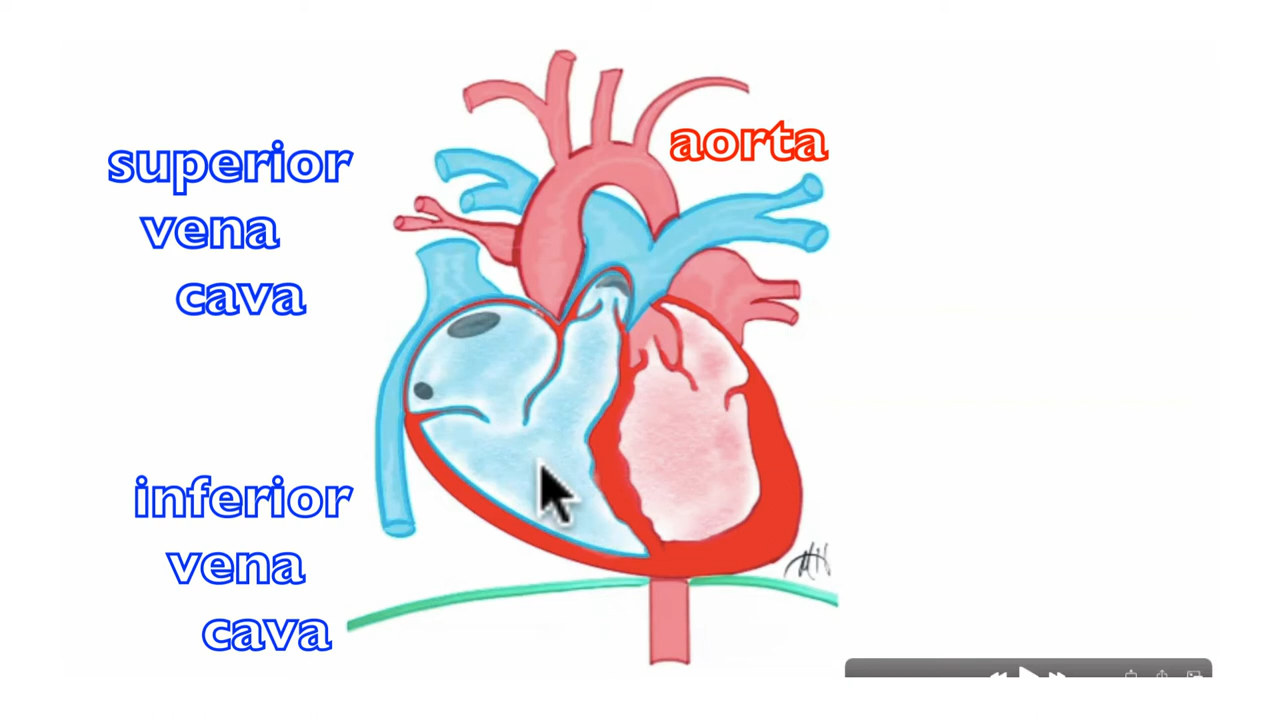 superior
vena
cava
aorta
inferior
vena
cava